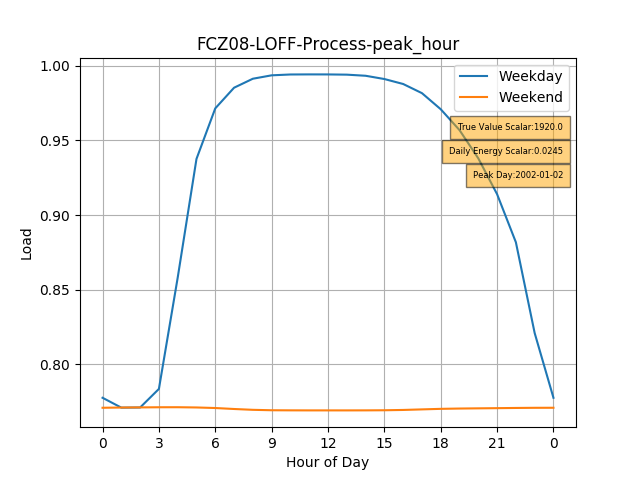 FCZ08-LOFF-Process-peak_hour
1.00
0.95
0.90
0.85
0.80
Load
Weekday
Weekend
True Value Scalar:1920.0
Daily Energy Scalar:0.0245
Peak Day:2002-01-02
0 3 6 9 12 15 18 21 0
Hour of Day